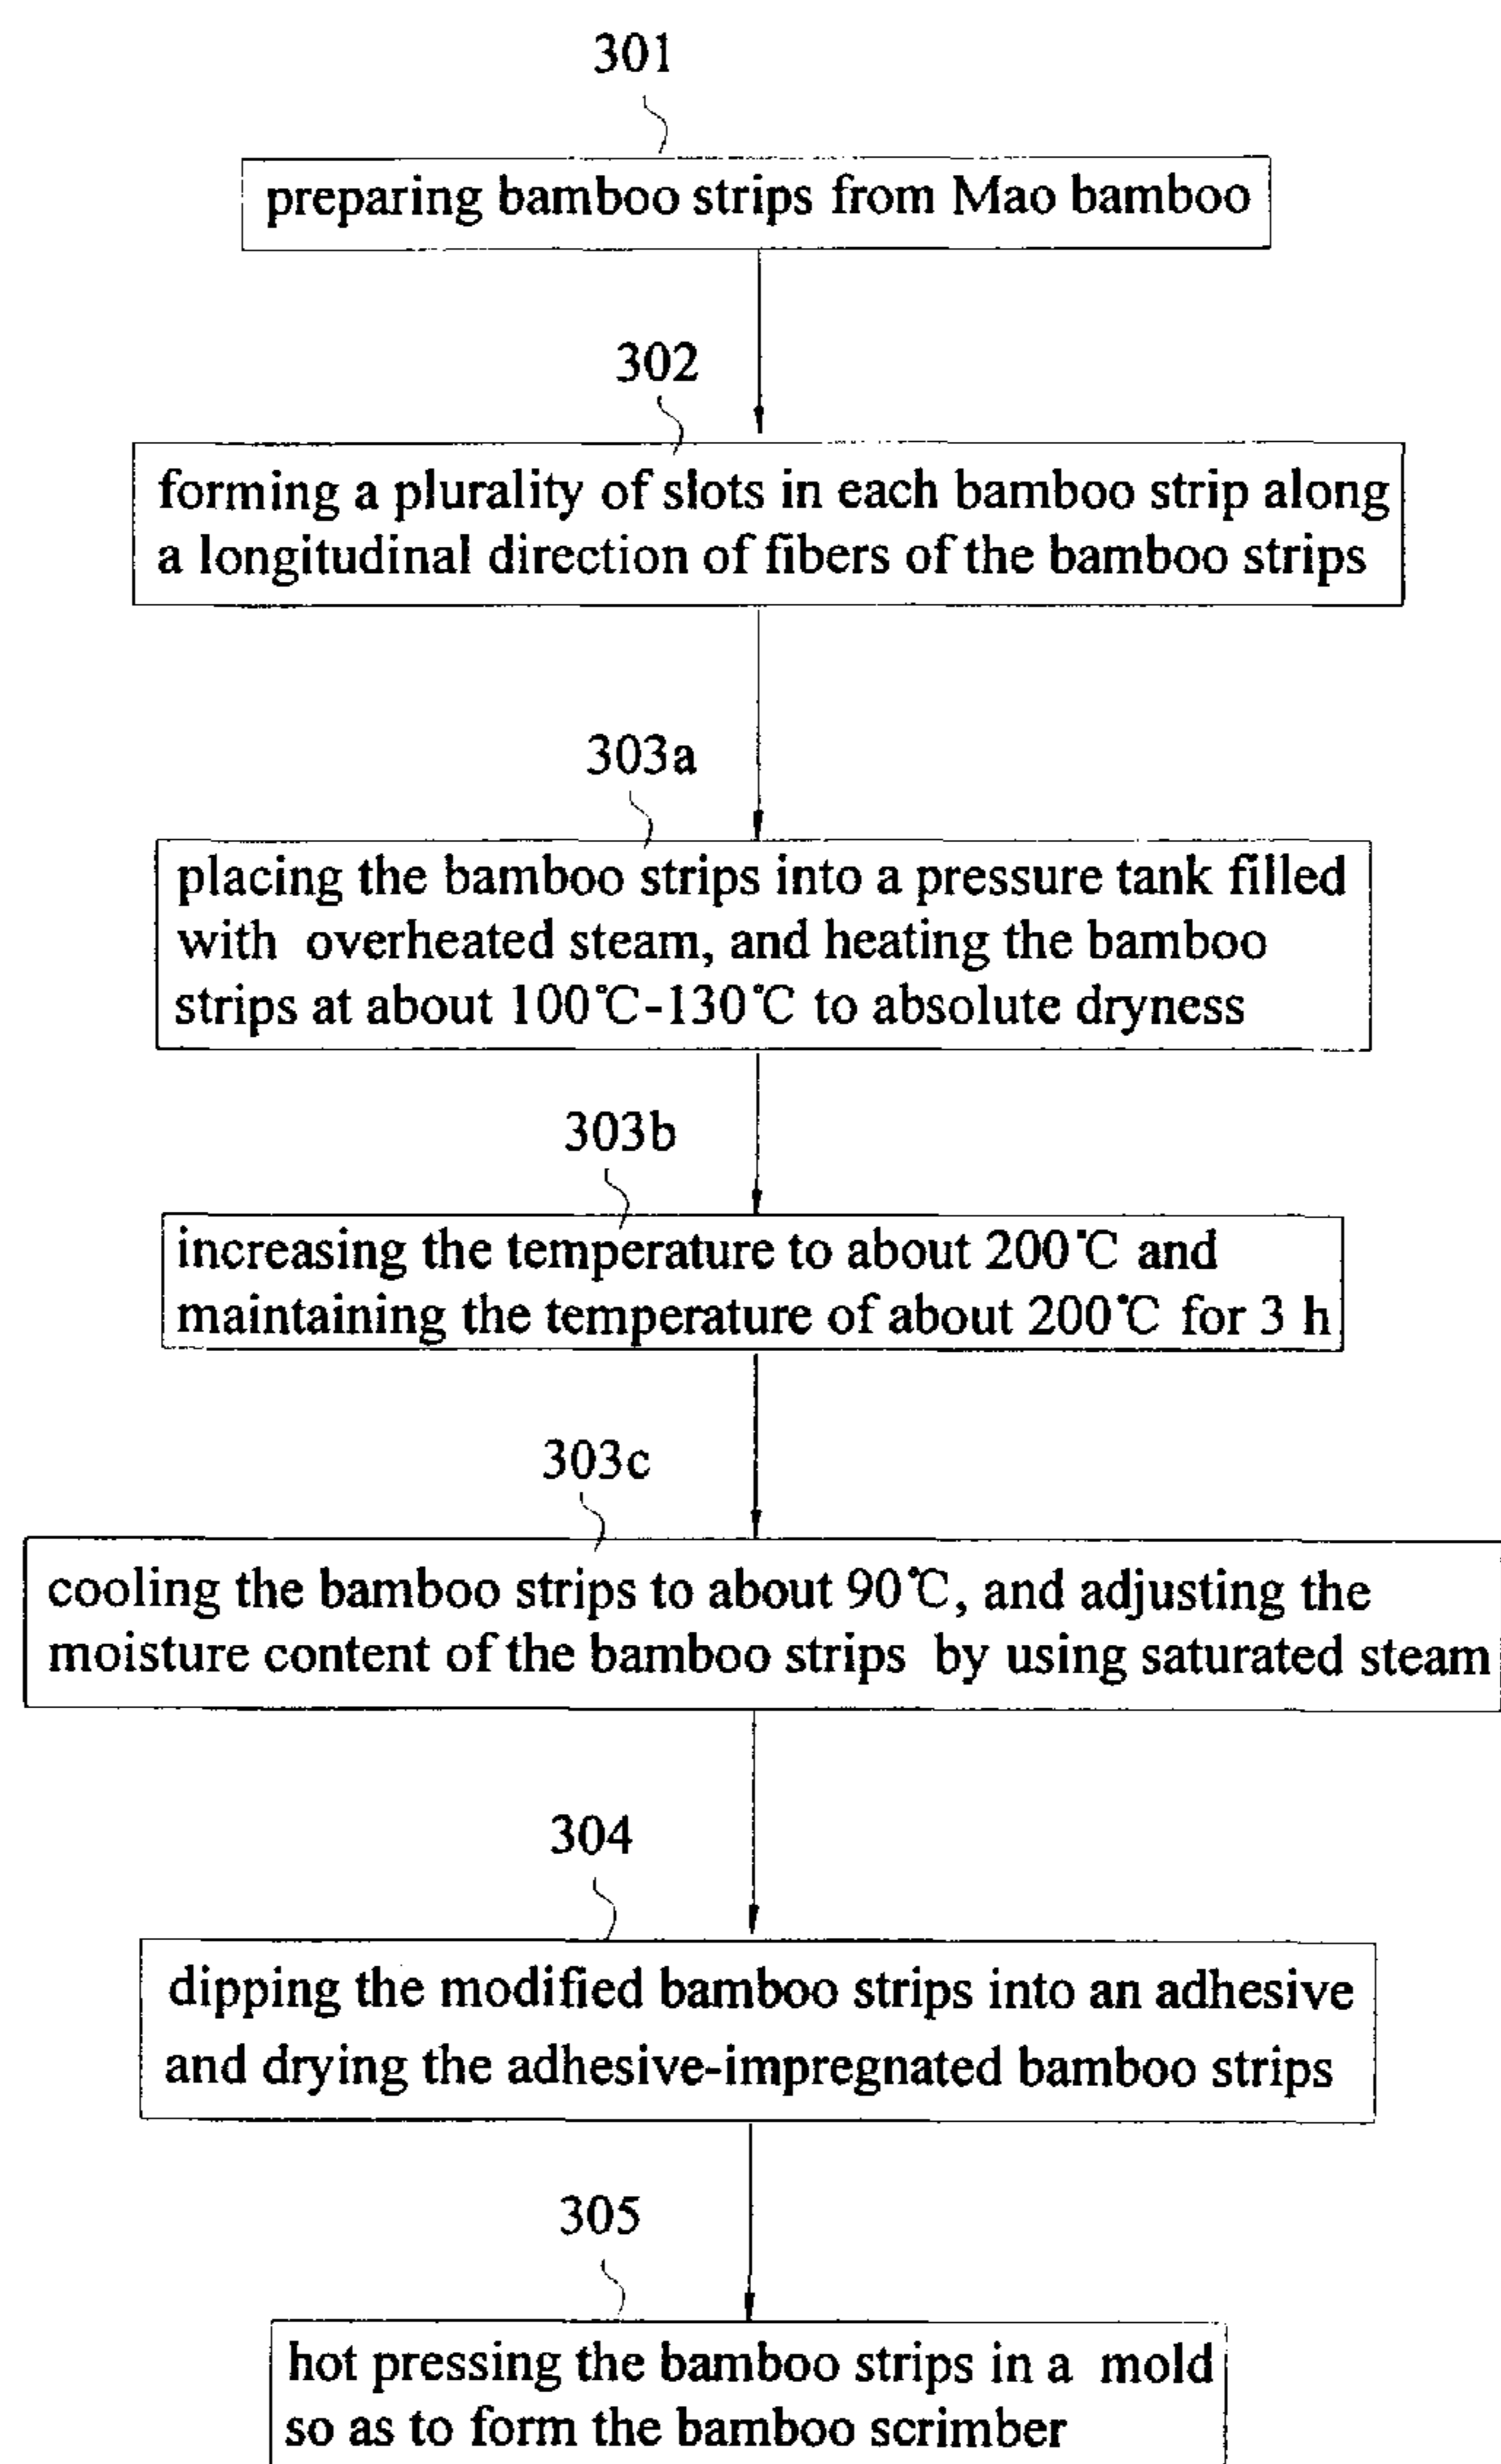 301
preparing bamboo strips from Mao bamboo
302
forming a plurality of slots in each bamboo strip along
a longitudinal direction of fibers of the bamboo strips
303a
placing the bamboo strips into a pressure tank filled
with overheated steam, and heating the bamboo
strips at about 100℃-130℃ to absolute dryness
303b
increasing the temperature to about 200℃ and
maintaining the temperature of about 200℃ for 3 h
303c
cooling the bamboo strips to about 90℃, and adjusting the
moisture content of the bamboo strips by using saturated steam
304
dipping the modified bamboo strips into an adhesive
and drying the adhesive-impregnated bamboo strips
305
hot pressing the bamboo strips in a mold
so as to form the bamboo scrimber